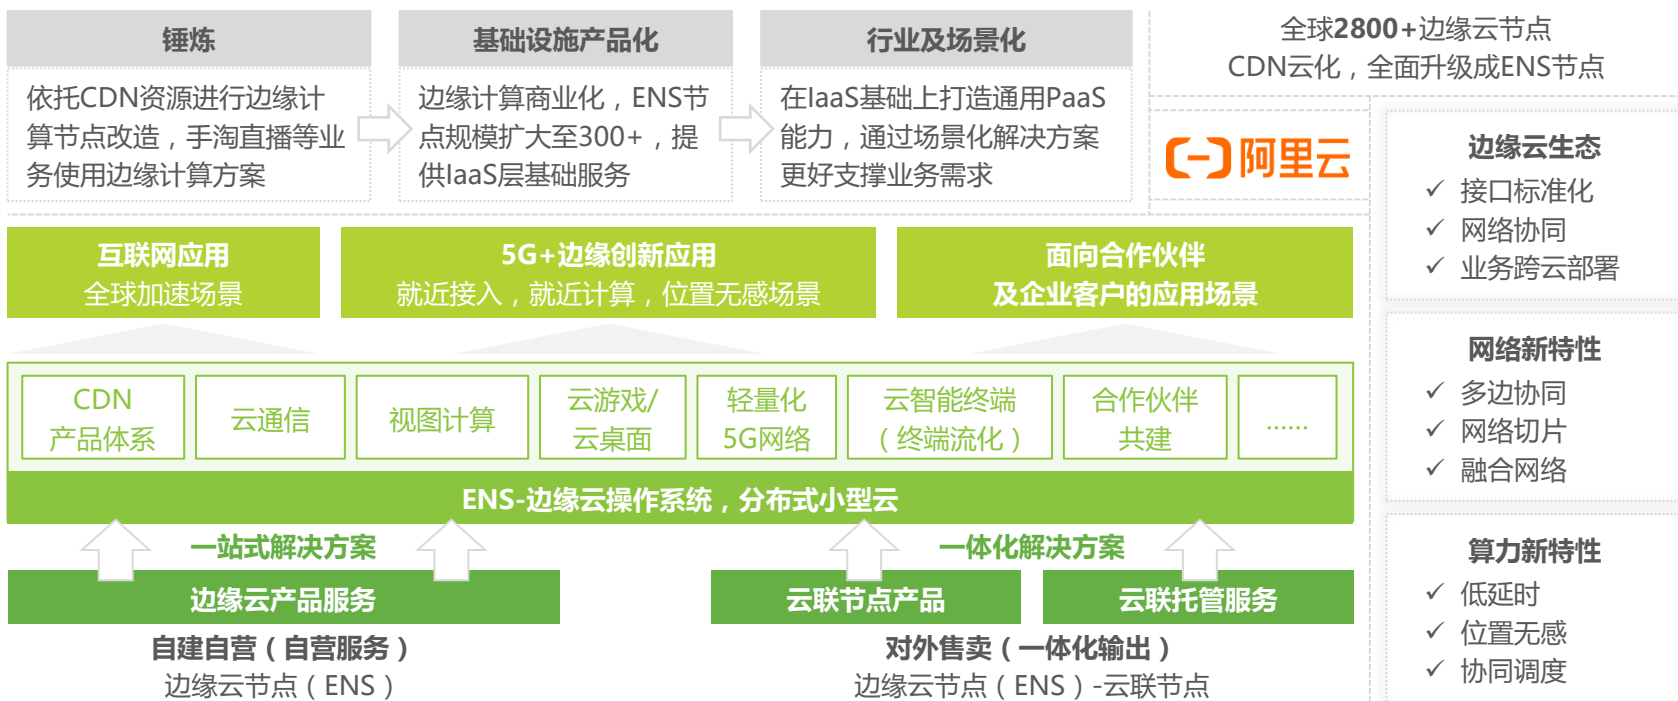 锤炼
依托CDN资源进行边缘计
算节点改造，手淘直播等业
务使用边缘计算方案
基础设施产品化
边缘计算商业化，ENS节
点规模扩大至300+，提
供IaaS层基础服务
行业及场景化
在IaaS基础上打造通用PaaS
能力，通过场景化解决方案
更好支撑业务需求
全球2800+边缘云节点
CDN云化，全面升级成ENS节点
阿里云
互联网应用
全球加速场景
5G+边缘创新应用
就近接入，就近计算，位置无感场景
面向合作伙伴
及企业客户的应用场景
CDN
产品体系
云通信
视图计算
云游戏/
云桌面
轻量化
5G网络
云智能终端
（终端流化）
合作伙伴
共建
……
ENS-边缘云操作系统，分布式小型云
一站式解决方案
一体化解决方案
边缘云产品服务
云联节点产品
云联托管服务
自建自营（自营服务）
边缘云节点（ENS）
对外售卖（一体化输出）
边缘云节点（ENS）-云联节点
边缘云生态
✓ 接口标准化
✓ 网络协同
✓ 业务跨云部署
网络新特性
✓ 多边协同
✓ 网络切片
✓ 融合网络
算力新特性
✓ 低延时
✓ 位置无感
✓ 协同调度